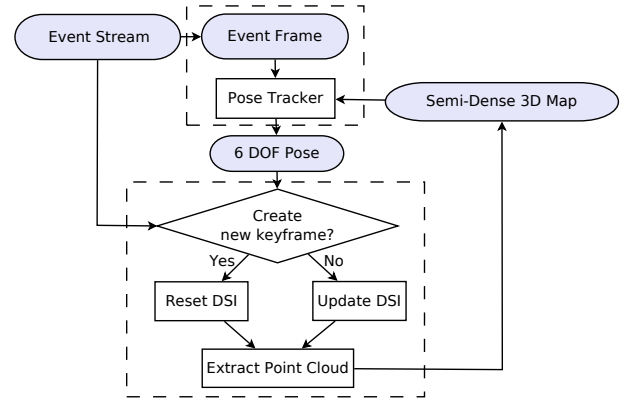 Event Stream
Event Frame
Pose Tracker
Semi-Dense 3D Map
6 DOF Pose
Create
new keyframe?
Yes
No
Reset DSI
Update DSI
Extract Point Cloud